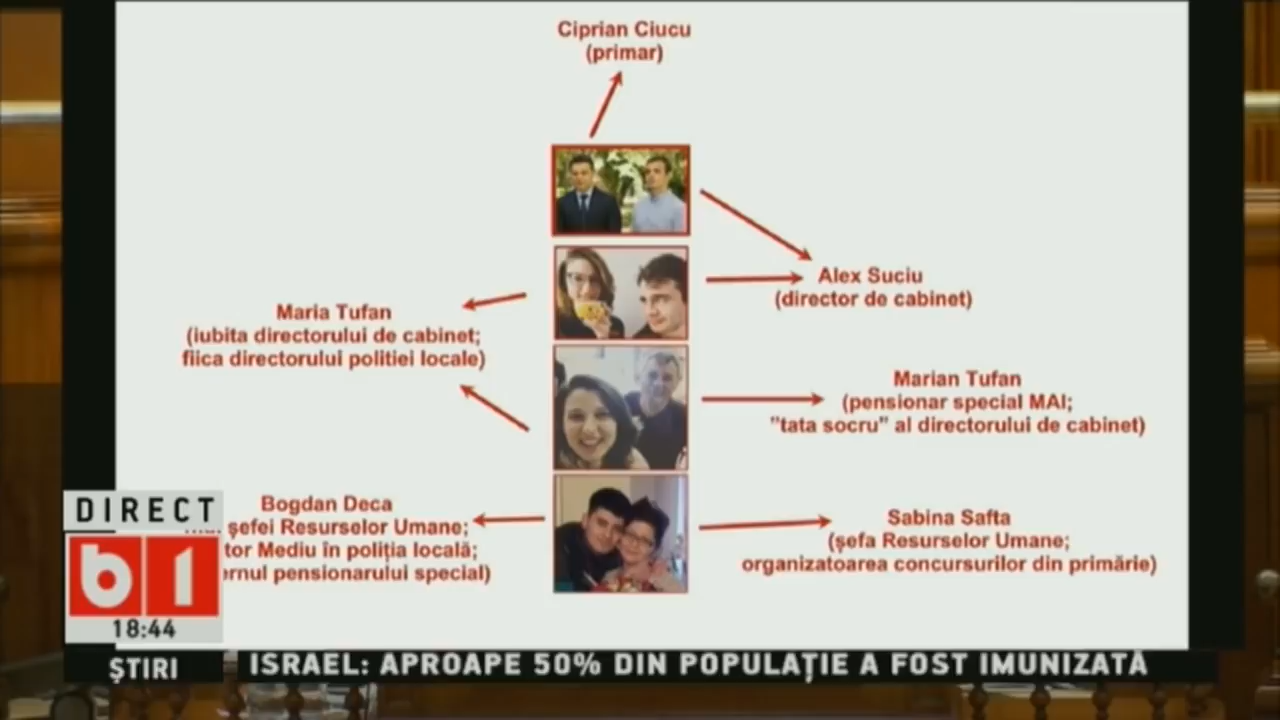 Ciprian Ciucu
(primar)
Alex Suciu
(director de cabinet)
Maria Tufan
(iubita directorului de cabinet;
fiica directorului politiei locale)
Marian Tufan
(pensionar special MAI;
"tata socru" al directorului de cabinet)
Bogdan Deca
șefei Resurselor Umane;
Mediu în poliția locală;
pensionarului special)
Sabina Safta
(șefa Resurselor Umane;
organizatoarea concursurilor din primărie)
DIRECT
b1
18:44
ȘTIRI
ISRAEL: APROAPE 50% DIN POPULAȚIE A FOST IMUNIZATĂ